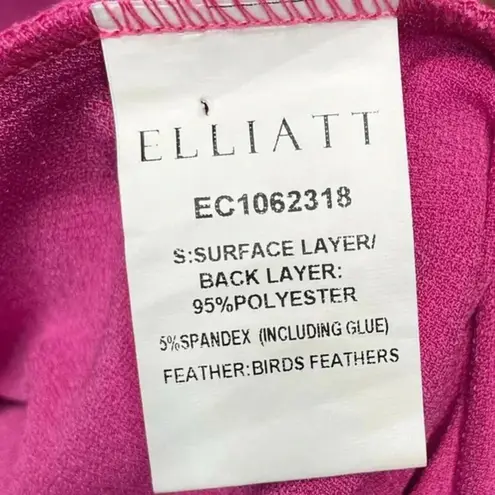 ELLIATT
EC1062318
S:SURFACE LAYER/
BACK LAYER:
95%POLYESTER
5%SPANDEX (INCLUDING GLUE)
FEATHER:BIRDS FEATHERS